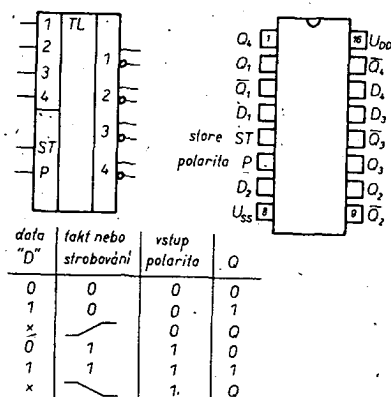 1 TL
2
3
4
ST
P
1
2
3
4
Q4 1 16 UDD
Q1 Q̅4
Q̅1 D4
D1 D3
store ST Q̅3
polarita P Q3
D2 Q2
USS 8 9 Q̅2
data "D" takt nebo strobování vstup polarita Q
0 0 0 0
1 0 0 1
× 0 Q
0 1 1 0
1 1 1 1
× 1 Q